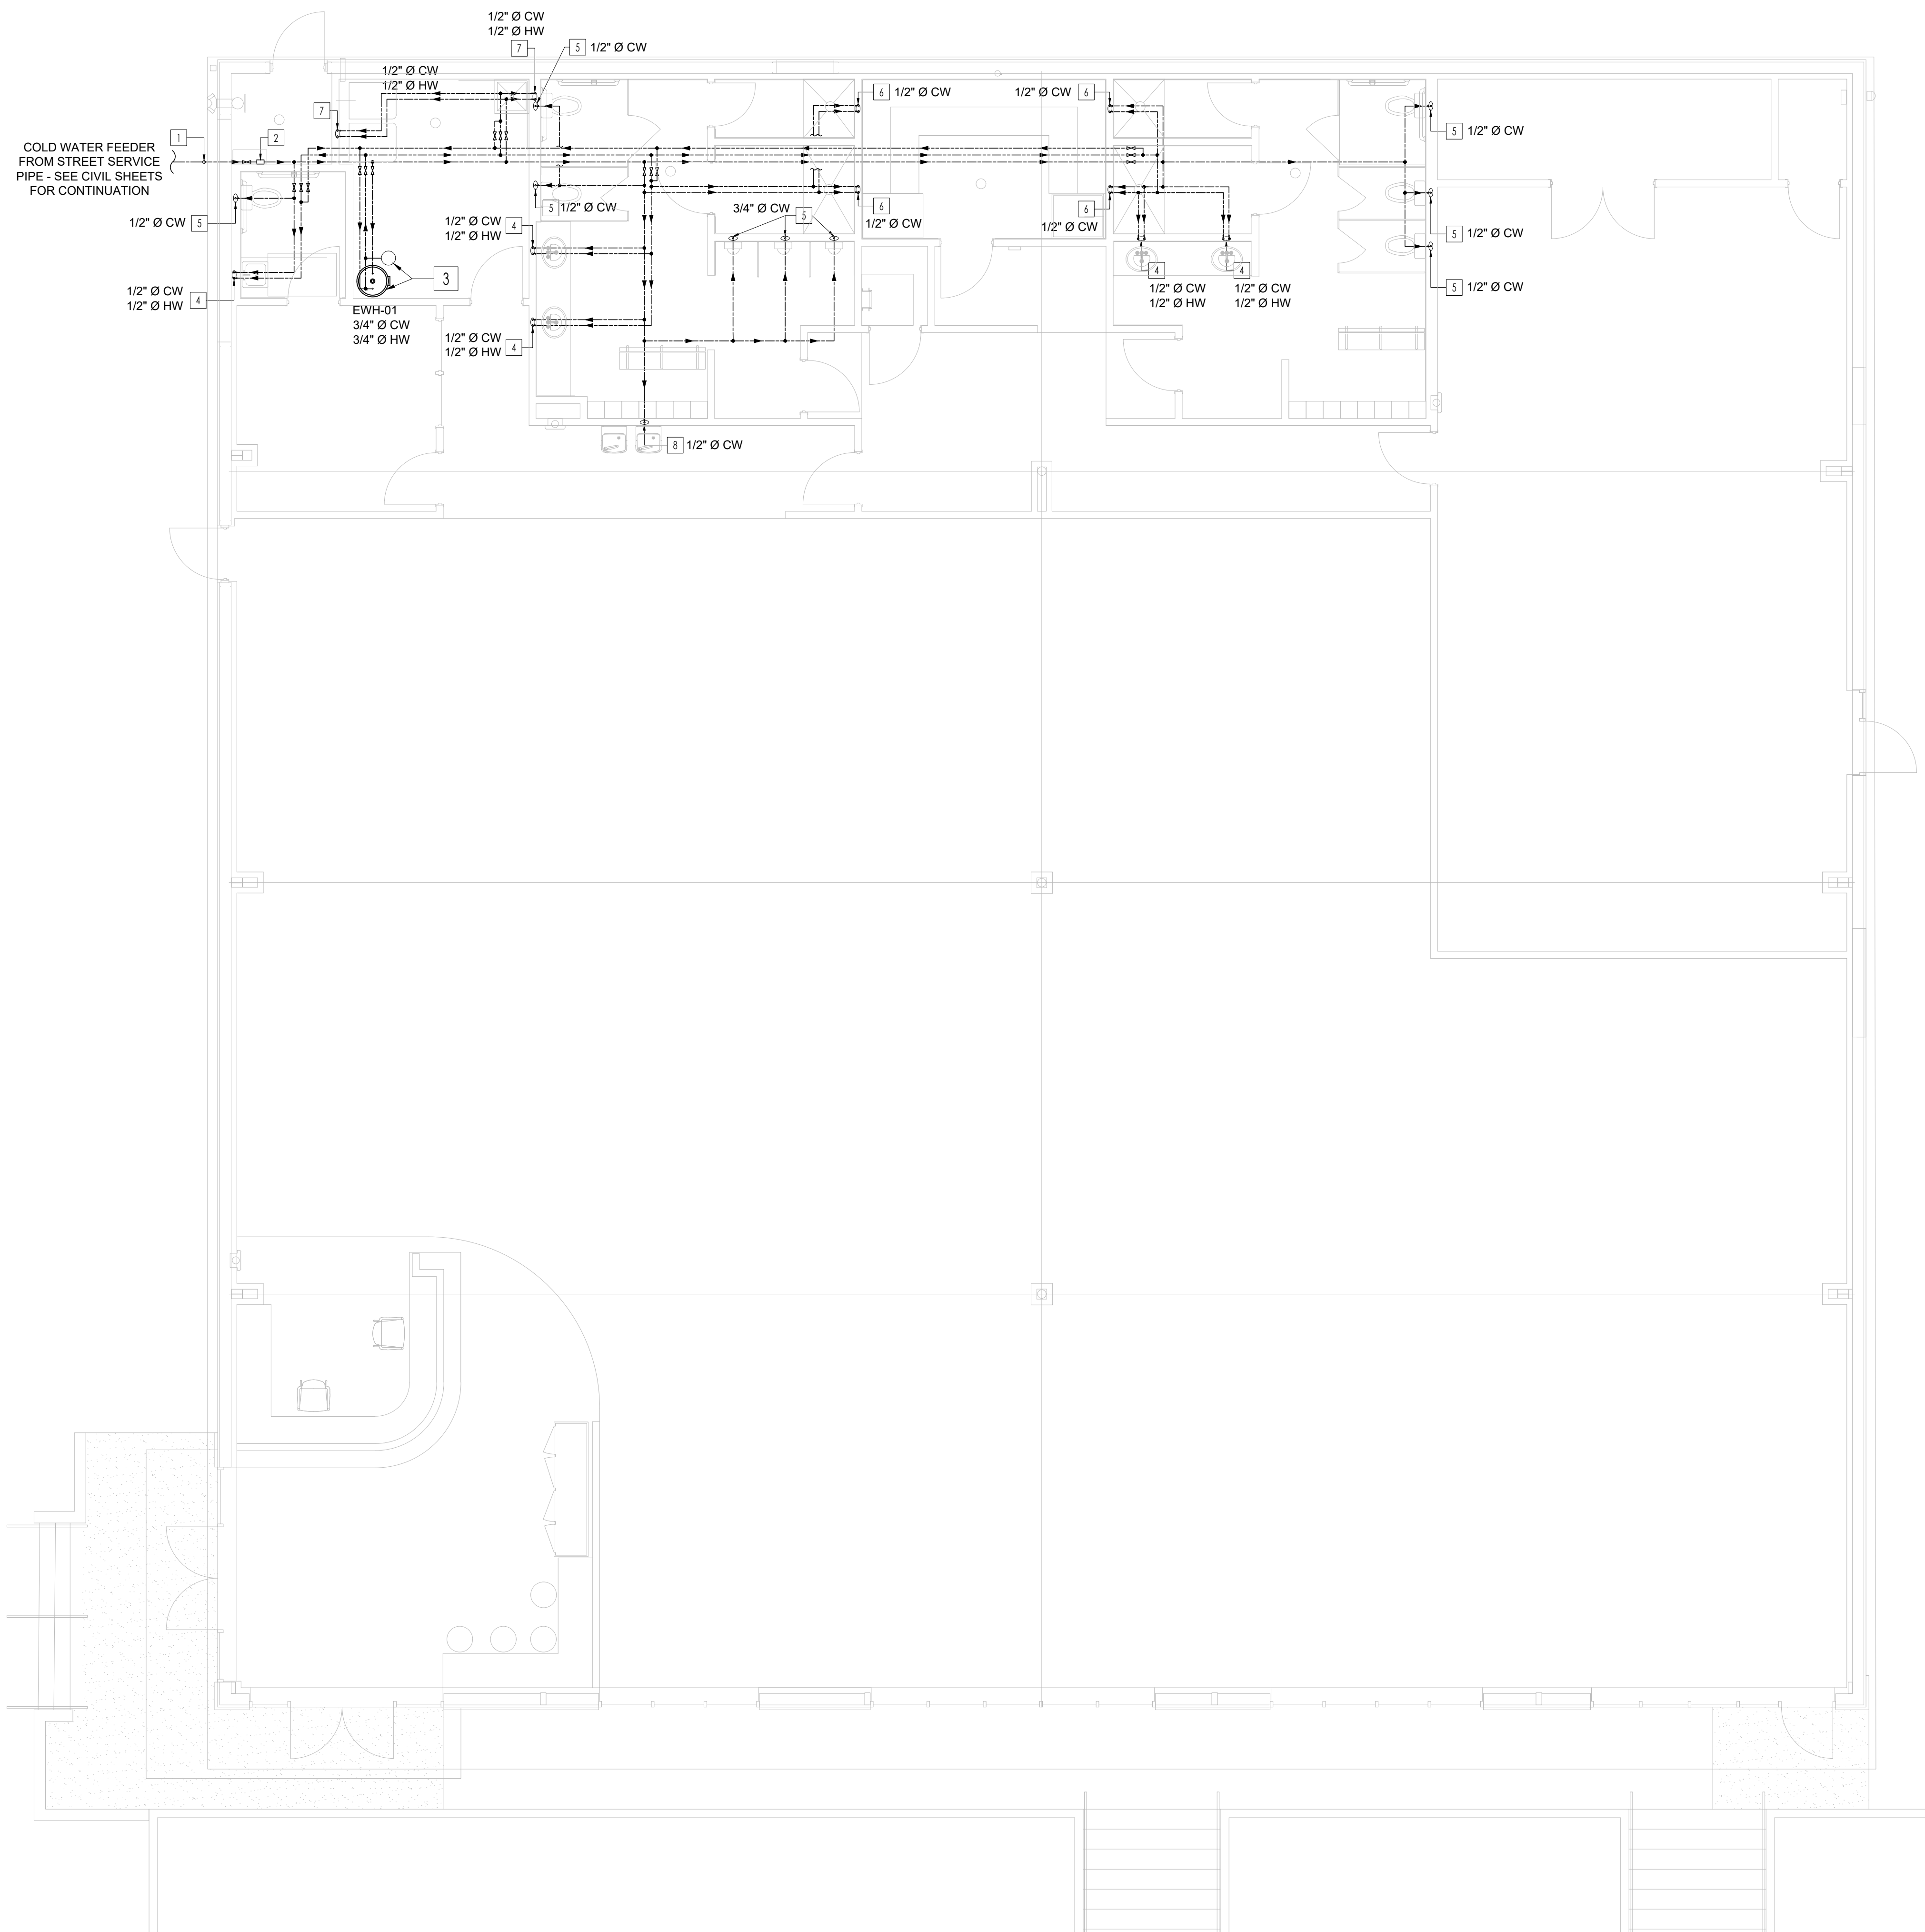 1/2" Ø CW
1/2" Ø HW
7
5 1/2" Ø CW
1/2" Ø CW
1/2" Ø HW
7
6 1/2" Ø CW
1/2" Ø CW 6
5 1/2" Ø CW
1
2
COLD WATER FEEDER
FROM STREET SERVICE
PIPE - SEE CIVIL SHEETS
FOR CONTINUATION
1/2" Ø CW 5
5 1/2" Ø CW
1/2" Ø CW
1/2" Ø HW
4
3/4" Ø CW 5
6
1/2" Ø CW
6
1/2" Ø CW
5 1/2" Ø CW
3
4
1/2" Ø CW
1/2" Ø HW
4
1/2" Ø CW
1/2" Ø HW
5 1/2" Ø CW
1/2" Ø CW
1/2" Ø HW
4
EWH-01
3/4" Ø CW
3/4" Ø HW
1/2" Ø CW
1/2" Ø HW
4
8 1/2" Ø CW